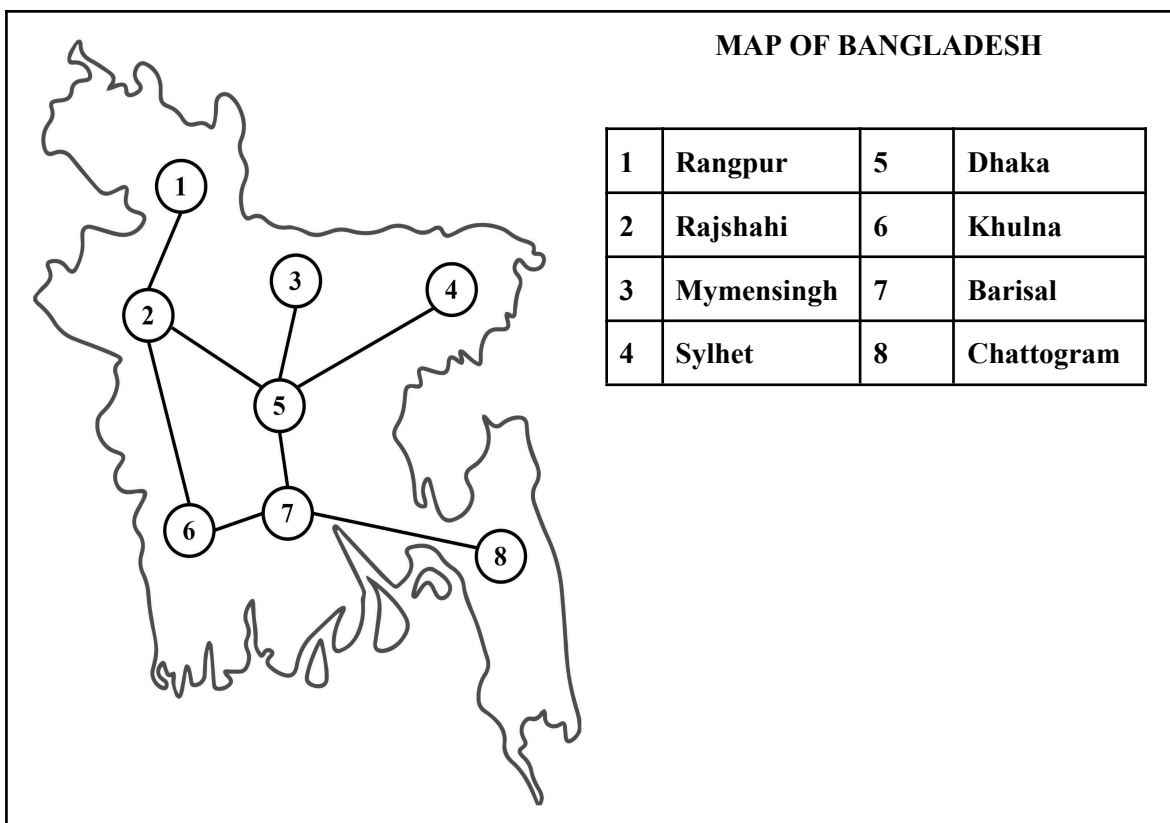 MAP OF BANGLADESH
1 Rangpur 5 Dhaka
2 Rajshahi 6 Khulna
3 Mymensingh 7 Barisal
4 Sylhet 8 Chattogram
1
3
4
2
5
7
6
8